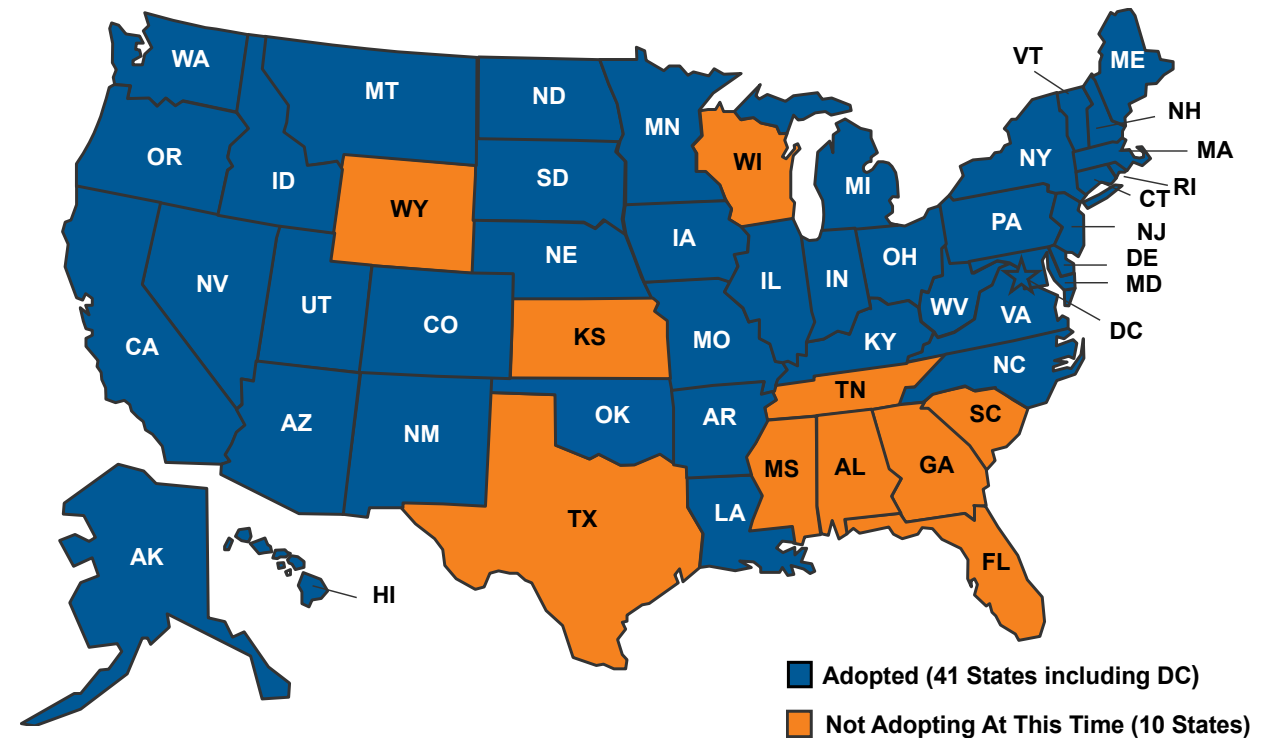 VT
ME
WA
MT
ND
MN
NH
OR
ID
WI
NY
MA
SD
MI
RI
WY
CT
PA
NJ
IA
NE
OH
DE
NV
IL
IN
MD
UT
WV
CO
VA
DC
KS
MO
KY
CA
NC
TN
AZ
OK
AR
SC
NM
MS
AL
GA
TX
LA
AK
FL
HI
Adopted (41 States including DC)
Not Adopting At This Time (10 States)